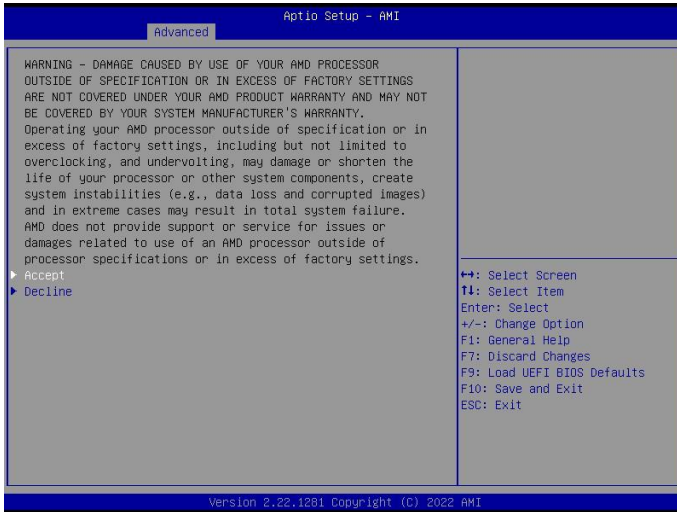 Aptio Setup – AMI
Advanced
WARNING – DAMAGE CAUSED BY USE OF YOUR AMD PROCESSOR
OUTSIDE OF SPECIFICATION OR IN EXCESS OF FACTORY SETTINGS
ARE NOT COVERED UNDER YOUR AMD PRODUCT WARRANTY AND MAY NOT
BE COVERED BY YOUR SYSTEM MANUFACTURER'S WARRANTY.
Operating your AMD processor outside of specification or in
excess of factory settings, including but not limited to
overclocking, and undervolting, may damage or shorten the
life of your processor or other system components, create
system instabilities (e.g., data loss and corrupted images)
and in extreme cases may result in total system failure.
AMD does not provide support or service for issues or
damages related to use of an AMD processor outside of
processor specifications or in excess of factory settings.
▶ Accept
▶ Decline
↔: Select Screen
↑↓: Select Item
Enter: Select
+/-: Change Option
F1: General Help
F7: Discard Changes
F9: Load UEFI BIOS Defaults
F10: Save and Exit
ESC: Exit
Version 2.22.1281 Copyright (C) 2022 AMI